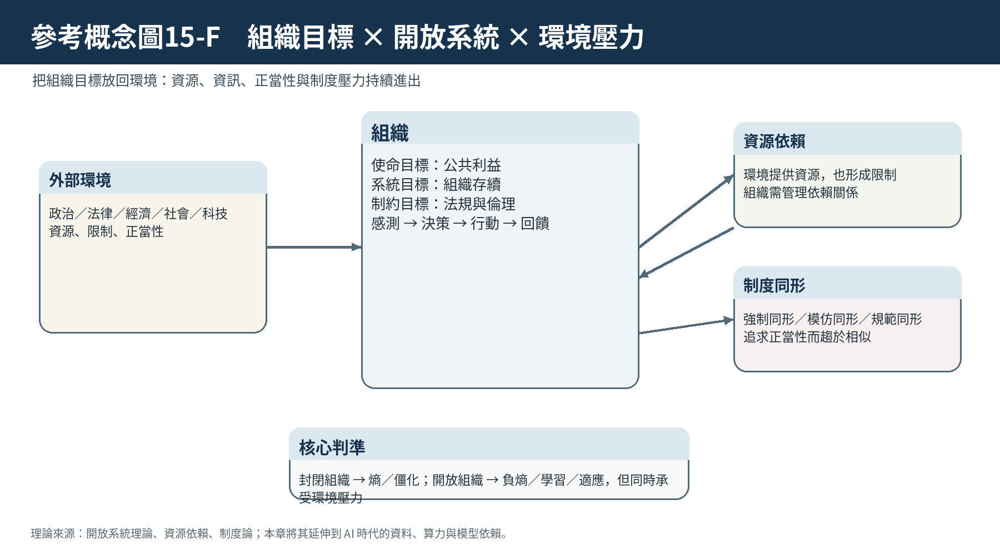 參考概念圖15-F　組織目標 × 開放系統 × 環境壓力
把組織目標放回環境：資源、資訊、正當性與制度壓力持續進出
外部環境
政治／法律／經濟／社會／科技
資源、限制、正當性
組織
使命目標：公共利益
系統目標：組織存續
制約目標：法規與倫理
感測 → 決策 → 行動 → 回饋
資源依賴
環境提供資源，也形成限制
組織需管理依賴關係
制度同形
強制同形／模仿同形／規範同形
追求正當性而趨於相似
核心判準
封閉組織 → 熵／僵化；開放組織 → 負熵／學習／適應，但同時承
受環境壓力
理論來源：開放系統理論、資源依賴、制度論；本章將其延伸到 AI 時代的資料、算力與模型依賴。